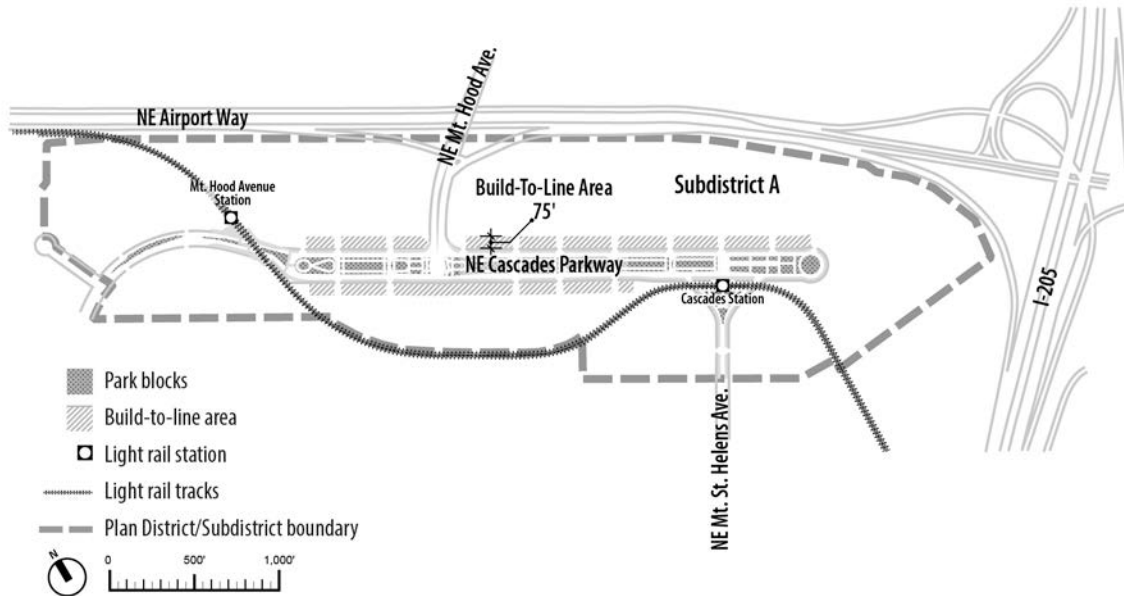 NE Airport Way
NE Mt. Hood Ave.
Mt. Hood Avenue
Station
Build-To-Line Area
75'
Subdistrict A
NE Cascades Parkway
Cascades Station
I-205
NE Mt. St. Helens Ave.
Park blocks
Build-to-line area
Light rail station
Light rail tracks
Plan District/Subdistrict boundary
N
0 500' 1,000'